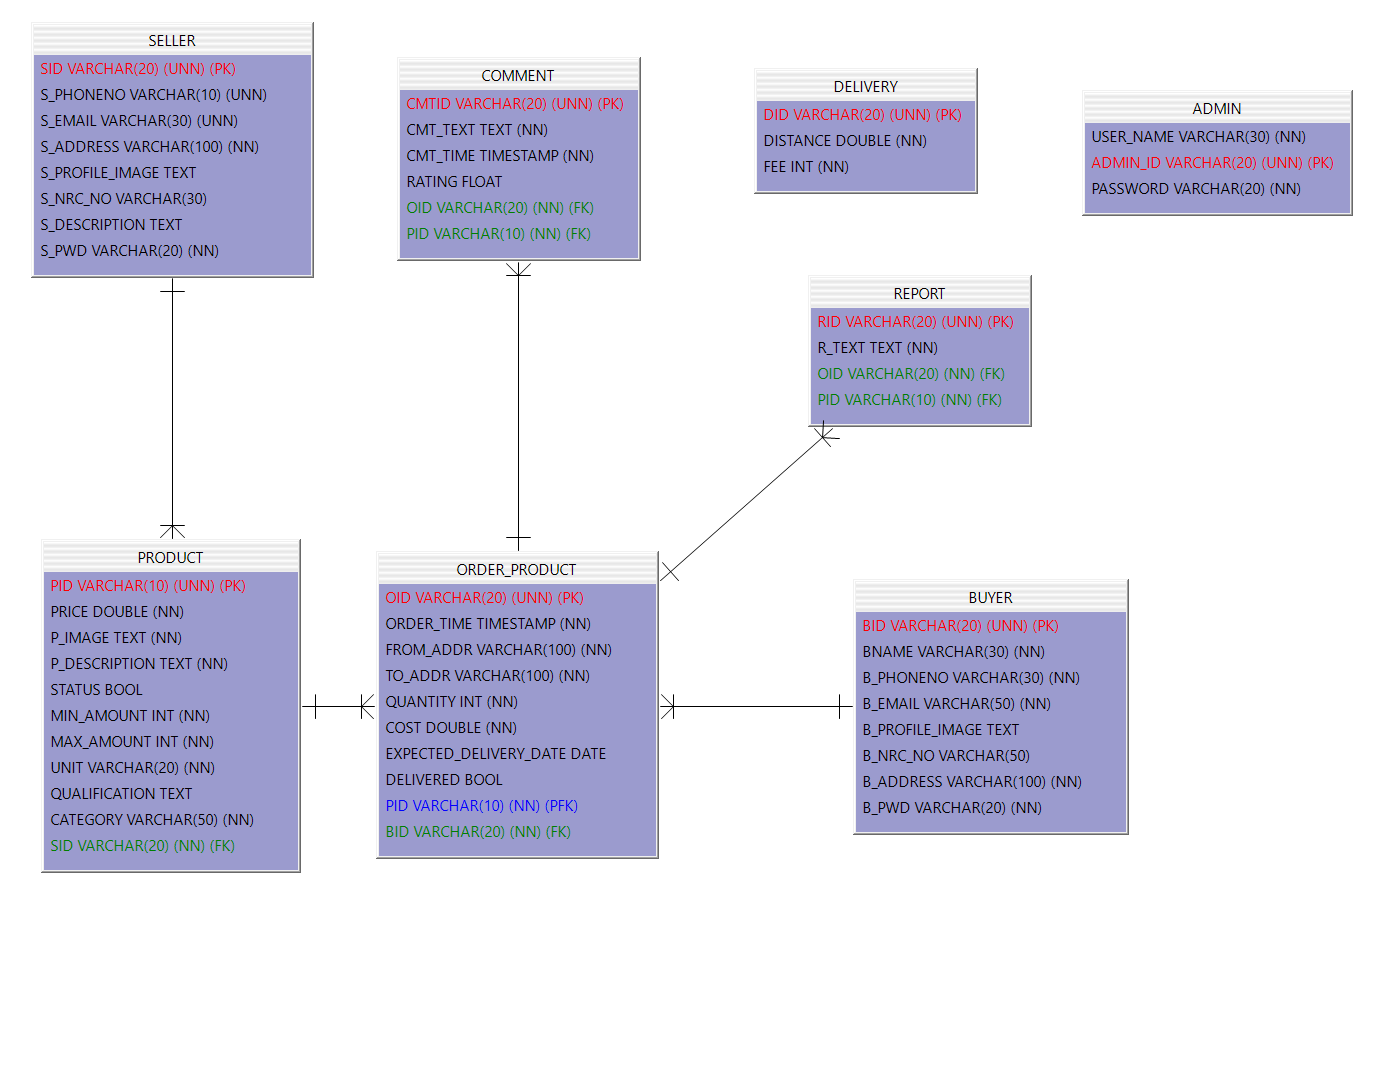 SELLER
SID VARCHAR(20) (UNN) (PK)
S_PHONENO VARCHAR(10) (UNN)
S_EMAIL VARCHAR(30) (UNN)
S_ADDRESS VARCHAR(100) (NN)
S_PROFILE_IMAGE TEXT
S_NRC_NO VARCHAR(30)
S_DESCRIPTION TEXT
S_PWD VARCHAR(20) (NN)
COMMENT
CMTID VARCHAR(20) (UNN) (PK)
CMT_TEXT TEXT (NN)
CMT_TIME TIMESTAMP (NN)
RATING FLOAT
OID VARCHAR(20) (NN) (FK)
PID VARCHAR(10) (NN) (FK)
DELIVERY
DID VARCHAR(20) (UNN) (PK)
DISTANCE DOUBLE (NN)
FEE INT (NN)
ADMIN
USER_NAME VARCHAR(30) (NN)
ADMIN_ID VARCHAR(20) (UNN) (PK)
PASSWORD VARCHAR(20) (NN)
REPORT
RID VARCHAR(20) (UNN) (PK)
R_TEXT TEXT (NN)
OID VARCHAR(20) (NN) (FK)
PID VARCHAR(10) (NN) (FK)
PRODUCT
PID VARCHAR(10) (UNN) (PK)
PRICE DOUBLE (NN)
P_IMAGE TEXT (NN)
P_DESCRIPTION TEXT (NN)
STATUS BOOL
MIN_AMOUNT INT (NN)
MAX_AMOUNT INT (NN)
UNIT VARCHAR(20) (NN)
QUALIFICATION TEXT
CATEGORY VARCHAR(50) (NN)
SID VARCHAR(20) (NN) (FK)
ORDER_PRODUCT
OID VARCHAR(20) (UNN) (PK)
ORDER_TIME TIMESTAMP (NN)
FROM_ADDR VARCHAR(100) (NN)
TO_ADDR VARCHAR(100) (NN)
QUANTITY INT (NN)
COST DOUBLE (NN)
EXPECTED_DELIVERY_DATE DATE
DELIVERED BOOL
PID VARCHAR(10) (NN) (PFK)
BID VARCHAR(20) (NN) (FK)
BUYER
BID VARCHAR(20) (UNN) (PK)
BNAME VARCHAR(30) (NN)
B_PHONENO VARCHAR(30) (NN)
B_EMAIL VARCHAR(50) (NN)
B_PROFILE_IMAGE TEXT
B_NRC_NO VARCHAR(50)
B_ADDRESS VARCHAR(100) (NN)
B_PWD VARCHAR(20) (NN)